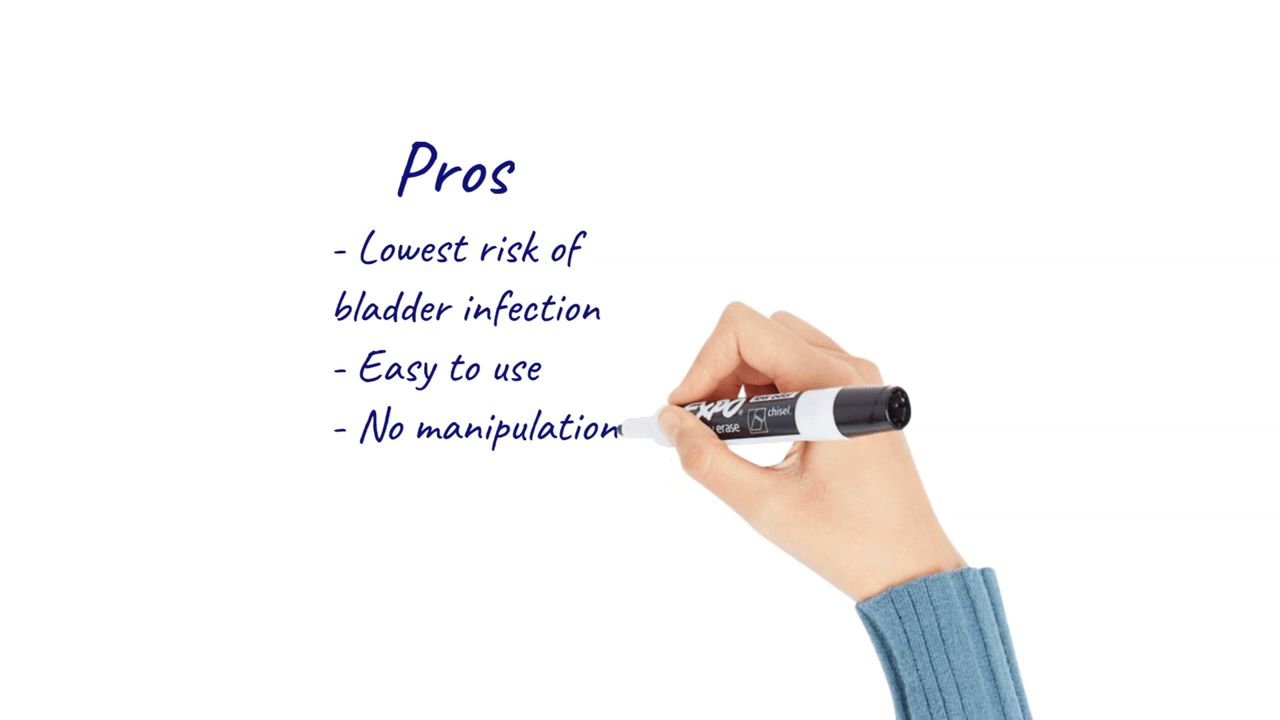 Pros
- Lowest risk of
bladder infection
- Easy to use
- No manipulation
EXPO
chisel.
erase